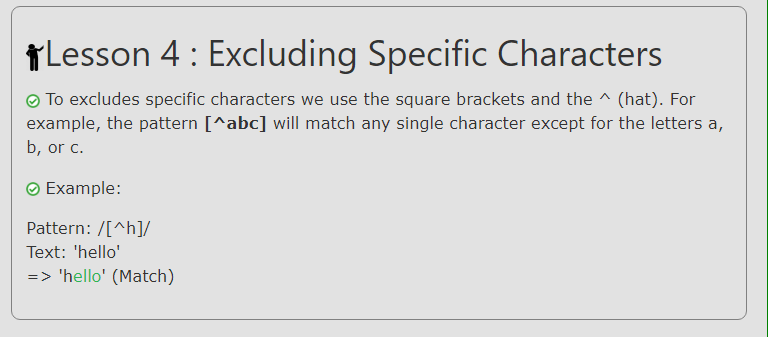 Lesson 4 : Excluding Specific Characters
To excludes specific characters we use the square brackets and the ^ (hat). For
example, the pattern [^abc] will match any single character except for the letters a,
b, or c.
Example:
Pattern: /[^h]/
Text: 'hello'
=> 'hello' (Match)